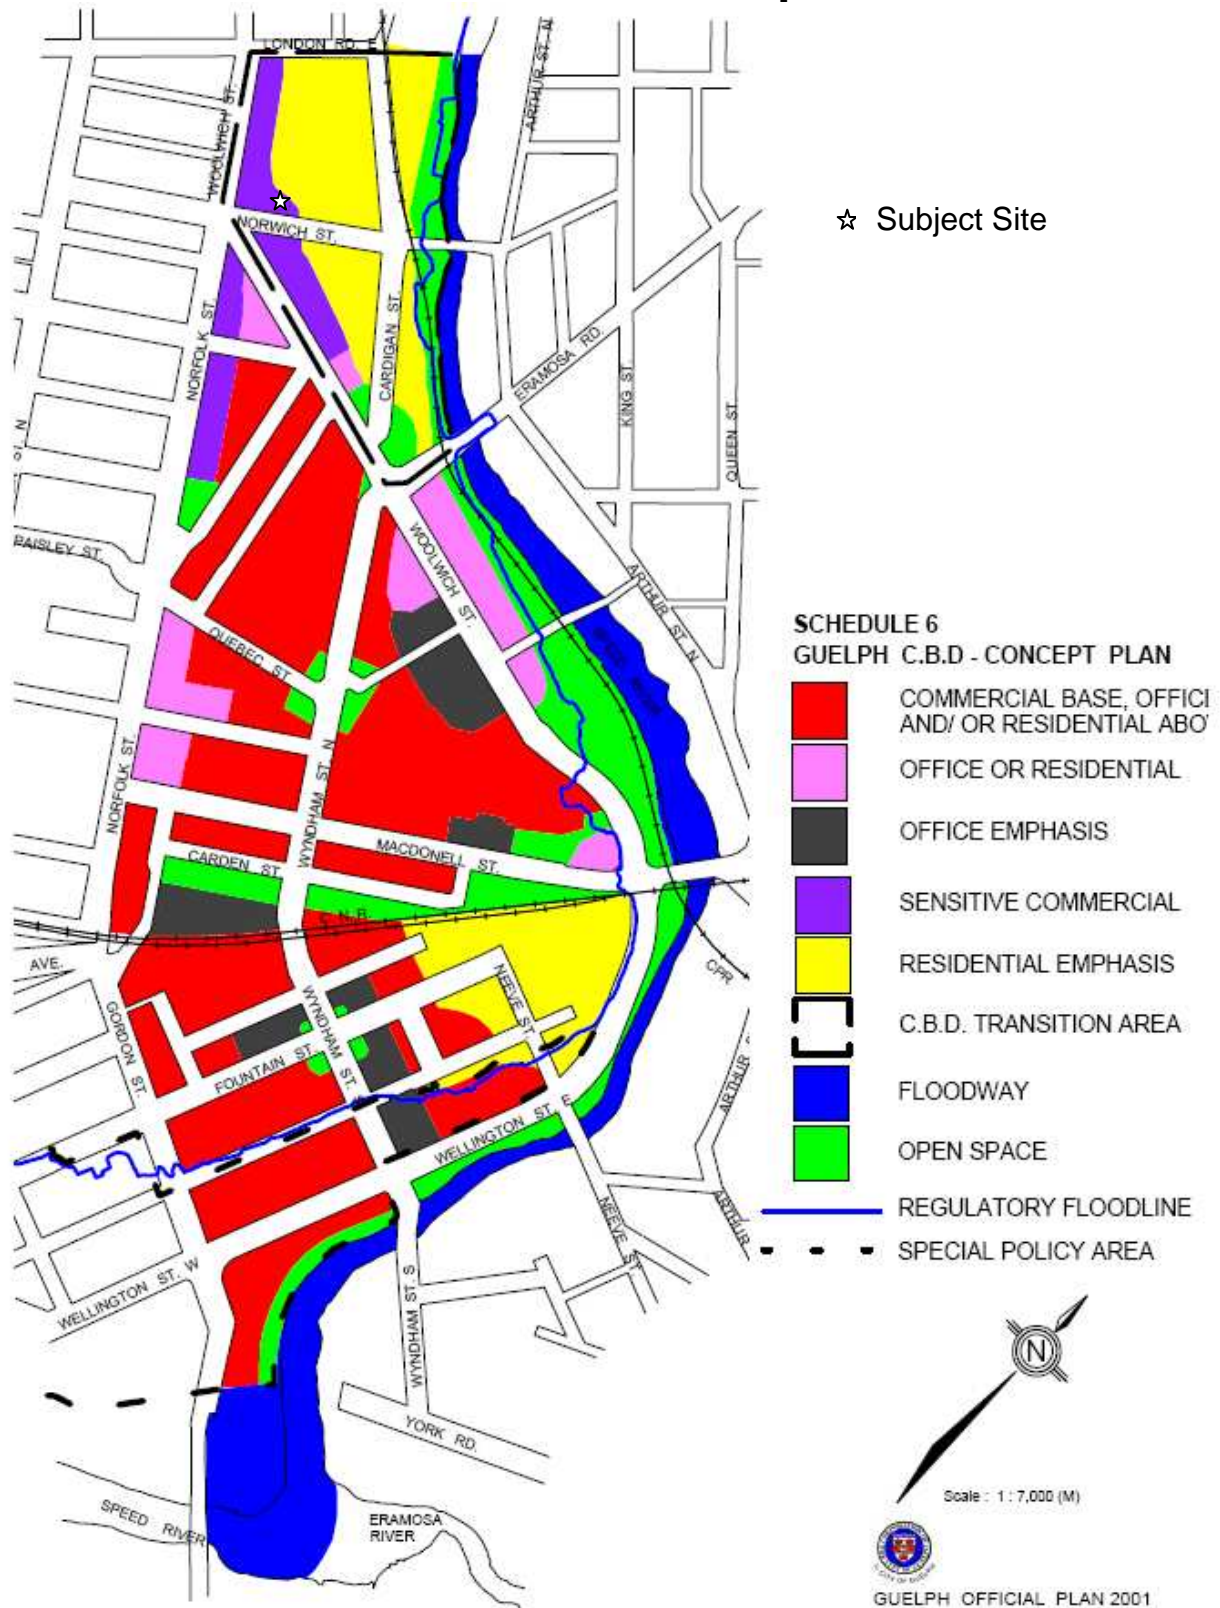 LONDON RD. E
ARTHUR ST. N
WOOLWICH ST.
Subject Site
NORWICH ST.
NORFOLK ST.
CARDIGAN ST.
ERAMOSA RD.
KING ST.
QUEEN ST.
ST. N
PAISLEY ST.
WOOLWICH ST.
ARTHUR ST. N
QUEBEC ST
SCHEDULE 6
GUELPH C.B.D - CONCEPT PLAN
COMMERCIAL BASE, OFFICI
AND/ OR RESIDENTIAL ABO
OFFICE OR RESIDENTIAL
OFFICE EMPHASIS
SENSITIVE COMMERCIAL
RESIDENTIAL EMPHASIS
C.B.D. TRANSITION AREA
FLOODWAY
OPEN SPACE
REGULATORY FLOODLINE
SPECIAL POLICY AREA
NORFOLK ST.
WYNDHAM ST. N
MACDONELL ST.
CARDEN ST.
C. N.R.
AVE.
CPR
GORDON ST.
WYNDHAM ST.
NEEVE ST.
FOUNTAIN ST.
ARTHUR
WELLINGTON ST. E
NEEVE ST.
ARTHUR
WELLINGTON ST. W
WYNDHAM ST. S
YORK RD.
SPEED RIVER
ERAMOSA
RIVER
N
Scale : 1 : 7,000 (M)
GUELPH OFFICIAL PLAN 2001